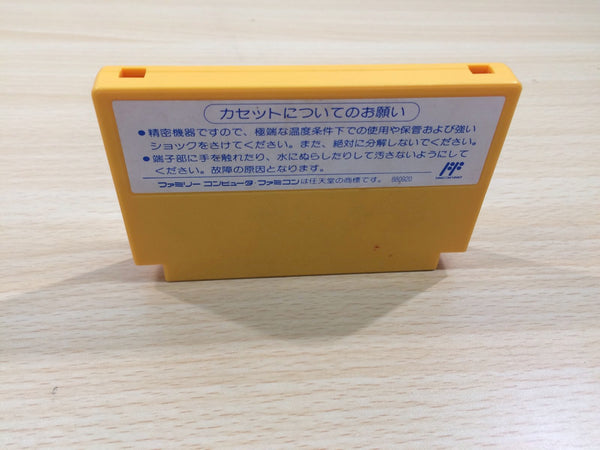 カセットについてのお願い
●精密機器ですので、極端な温度条件下での使用や保管および強い
ショックをさけてください。また、絶対に分解しないでください。
●端子部に手を触れたり、水にぬらしたりして汚さないようにして
ください。故障の原因となります。
ファミリー コンピュータ・ファミコンは任天堂の商標です。 880920